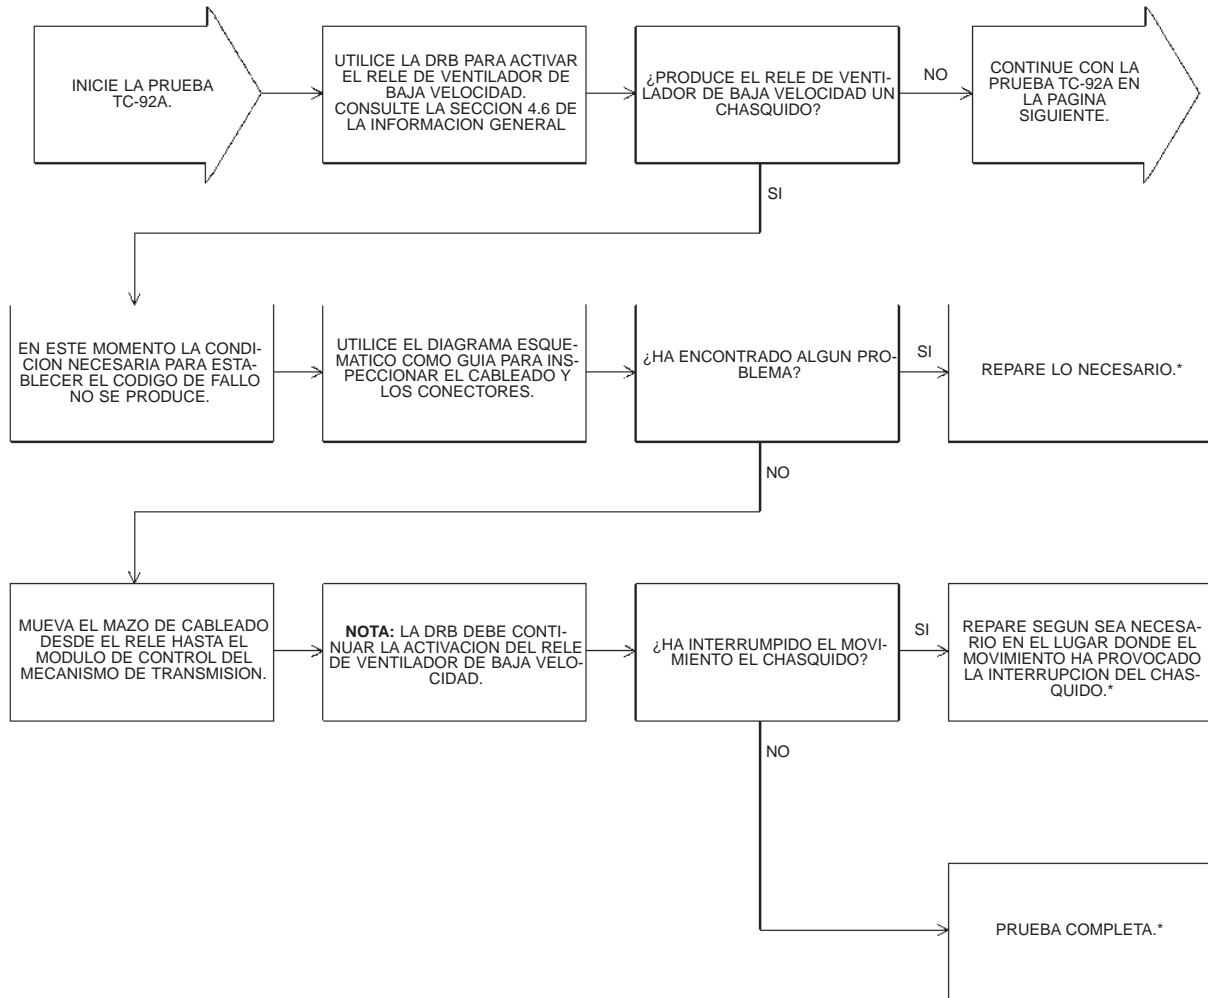 INICIE LA PRUEBA
TC-92A.
UTILICE LA DRB PARA ACTIVAR
EL RELE DE VENTILADOR DE
BAJA VELOCIDAD.
CONSULTE LA SECCION 4.6 DE
LA INFORMACION GENERAL
¿PRODUCE EL RELE DE VENTI-
LADOR DE BAJA VELOCIDAD UN
CHASQUIDO?
NO
CONTINUE CON LA
PRUEBA TC-92A EN
LA PAGINA
SIGUIENTE.
SI
EN ESTE MOMENTO LA CONDI-
CION NECESARIA PARA ESTA-
BLECER EL CODIGO DE FALLO
NO SE PRODUCE.
UTILICE EL DIAGRAMA ESQUE-
MATICO COMO GUIA PARA INS-
PECCIONAR EL CABLEADO Y
LOS CONECTORES.
¿HA ENCONTRADO ALGUN PRO-
BLEMA?
SI
REPARE LO NECESARIO.*
NO
MUEVA EL MAZO DE CABLEADO
DESDE EL RELE HASTA EL
MODULO DE CONTROL DEL
MECANISMO DE TRANSMISION.
NOTA: LA DRB DEBE CONTI-
NUAR LA ACTIVACION DEL RELE
DE VENTILADOR DE BAJA VELO-
CIDAD.
¿HA INTERRUMPIDO EL MOVI-
MIENTO EL CHASQUIDO?
SI
REPARE SEGUN SEA NECESA-
RIO EN EL LUGAR DONDE EL
MOVIMIENTO HA PROVOCADO
LA INTERRUPCION DEL CHAS-
QUIDO.*
NO
PRUEBA COMPLETA.*